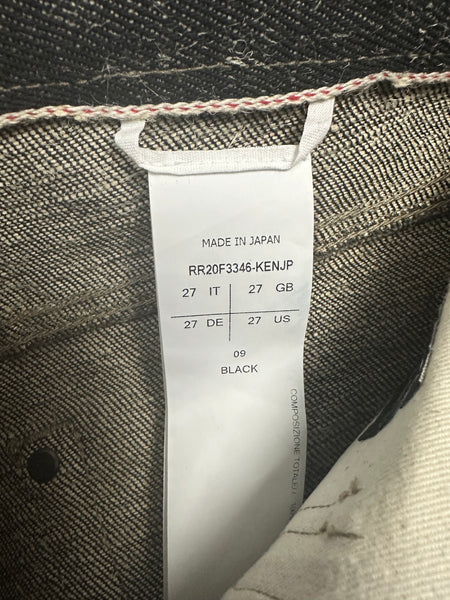 MADE IN JAPAN
RR20F3346-KENJP
27 IT 27 GB
27 DE 27 US
09
BLACK
COMPOSIZIONE TOTALE /